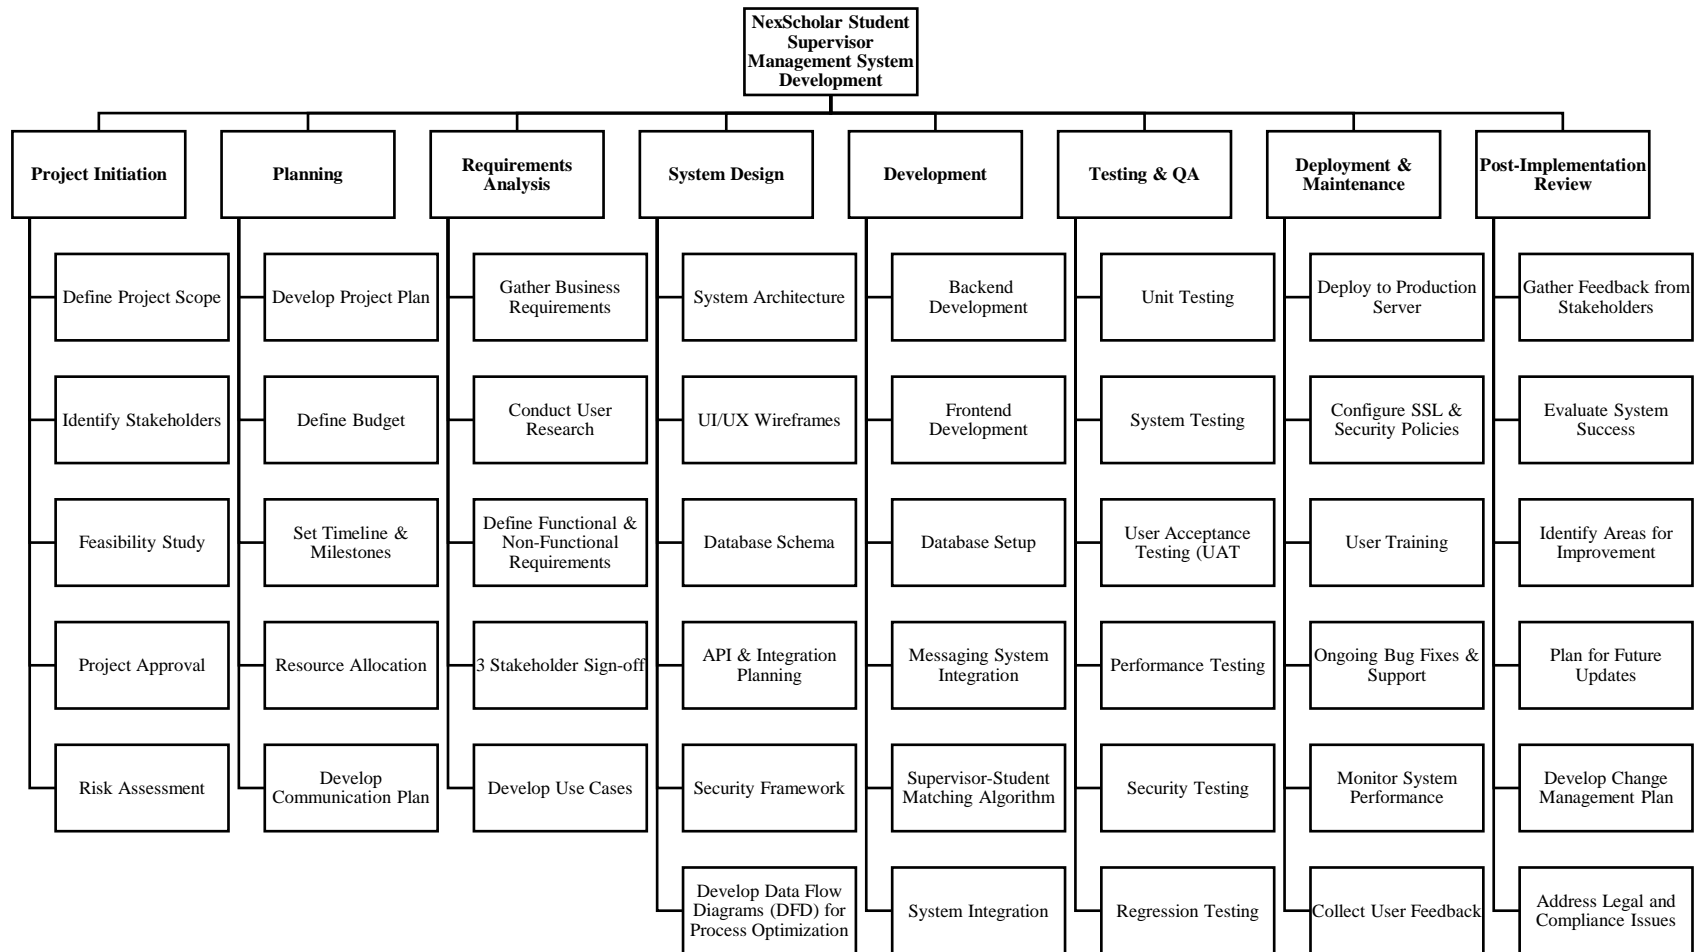 NexScholar Student
Supervisor
Management System
Development
Project Initiation
Planning
Requirements
Analysis
System Design
Development
Testing & QA
Deployment &
Maintenance
Post-Implementation
Review
Define Project Scope
Identify Stakeholders
Feasibility Study
Project Approval
Risk Assessment
Develop Project Plan
Define Budget
Set Timeline &
Milestones
Resource Allocation
Develop
Communication Plan
Gather Business
Requirements
Conduct User
Research
Define Functional &
Non-Functional
Requirements
3 Stakeholder Sign-off
Develop Use Cases
System Architecture
UI/UX Wireframes
Database Schema
API & Integration
Planning
Security Framework
Develop Data Flow
Diagrams (DFD) for
Process Optimization
Backend
Development
Frontend
Development
Database Setup
Messaging System
Integration
Supervisor-Student
Matching Algorithm
System Integration
Unit Testing
System Testing
User Acceptance
Testing (UAT
Performance Testing
Security Testing
Regression Testing
Deploy to Production
Server
Configure SSL &
Security Policies
User Training
Ongoing Bug Fixes &
Support
Monitor System
Performance
Collect User Feedback
Gather Feedback from
Stakeholders
Evaluate System
Success
Identify Areas for
Improvement
Plan for Future
Updates
Develop Change
Management Plan
Address Legal and
Compliance Issues